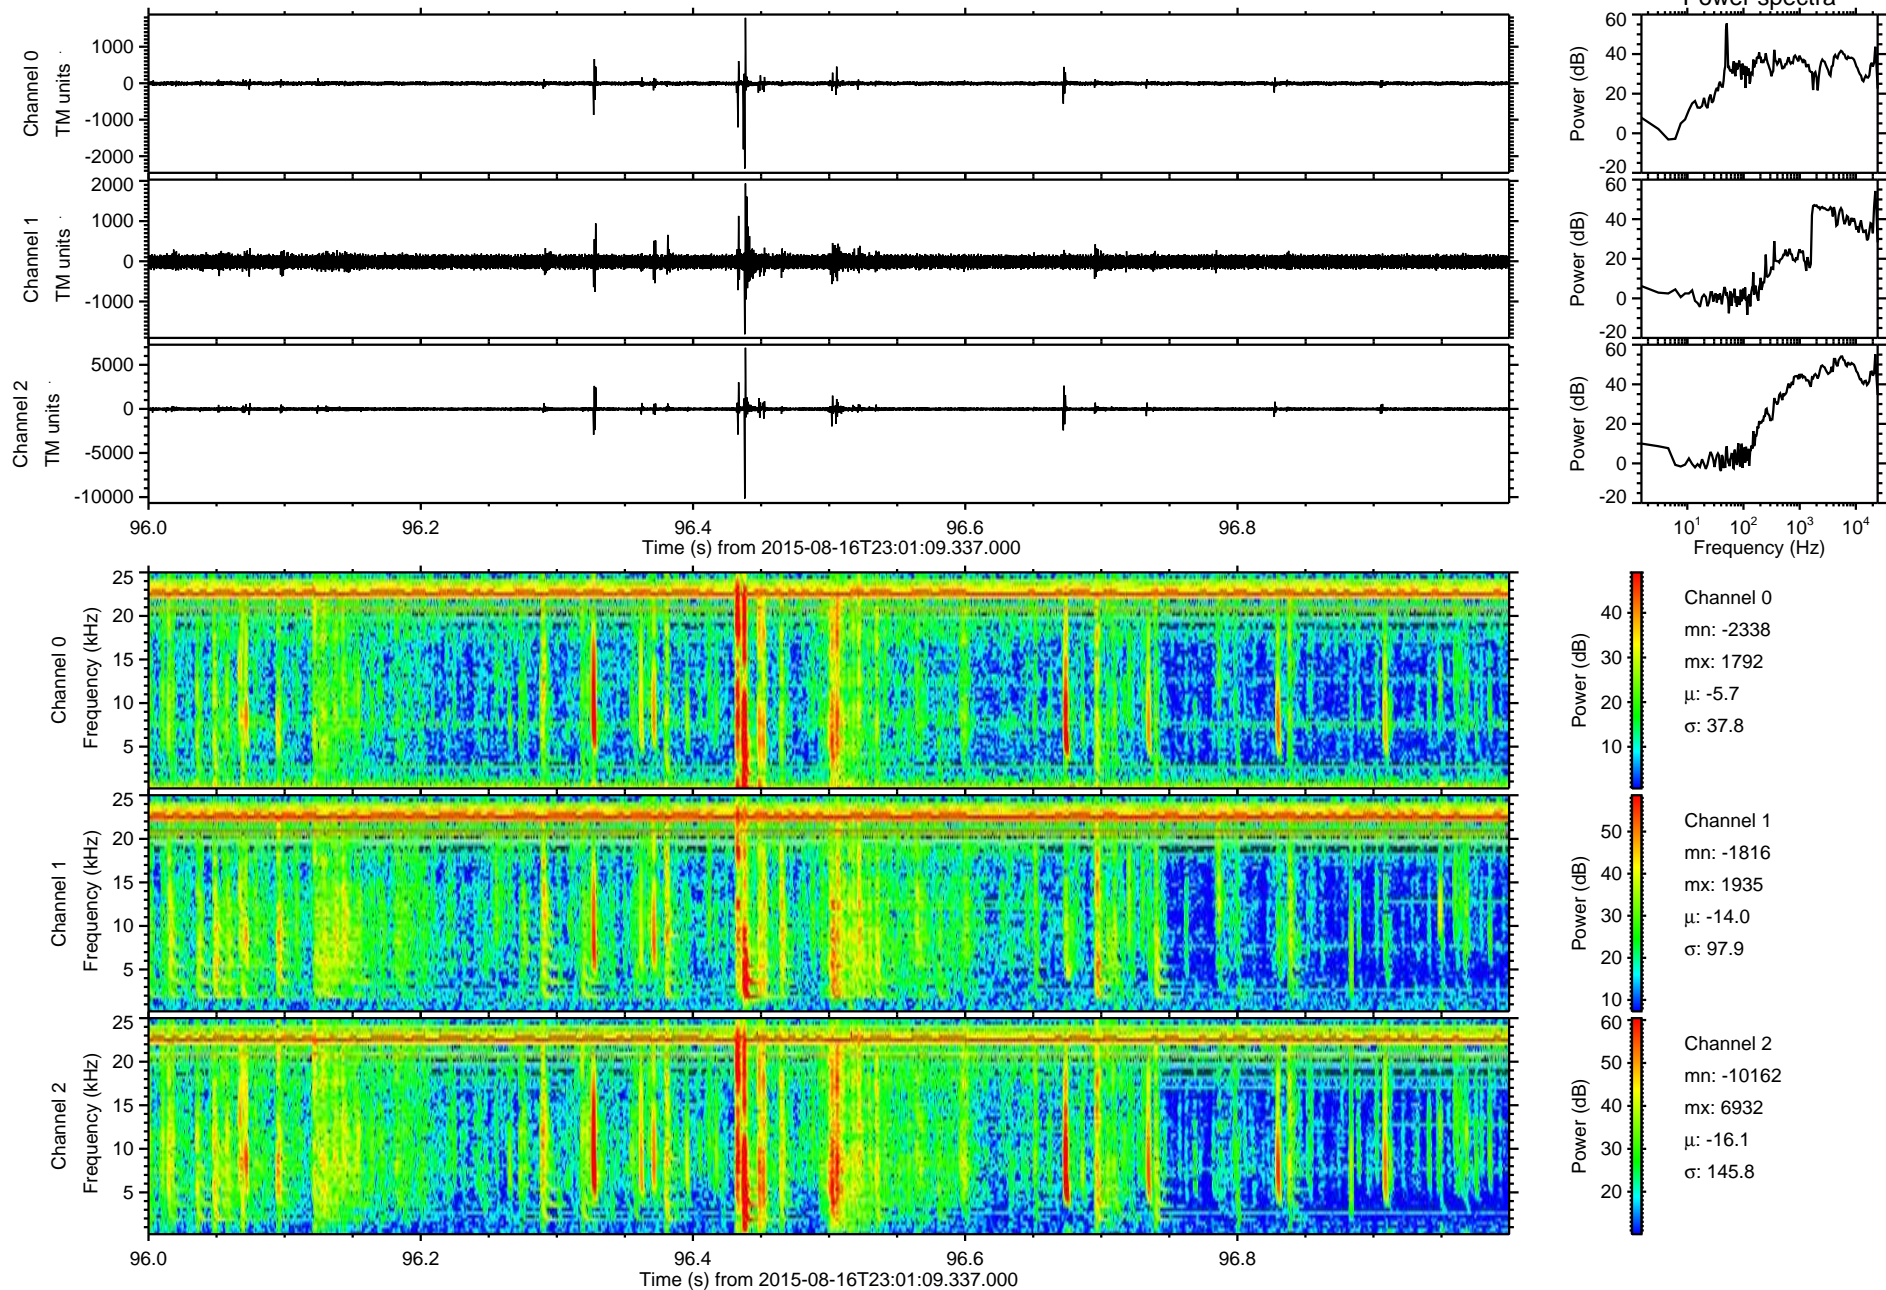 Power spectra
Channel 0
TM units
1000
0
-1000
-2000
Power (dB)
60
40
20
0
-20
Channel 1
TM units
2000
1000
0
-1000
Power (dB)
60
40
20
0
-20
Channel 2
TM units
5000
0
-5000
-10000
Power (dB)
60
40
20
0
-20
96.0
96.2
96.4
96.6
96.8
Time (s) from 2015-08-16T23:01:09.337.000
10¹
10²
10³
10⁴
Frequency (Hz)
Channel 0
Frequency (kHz)
25
20
15
10
5
Power (dB)
40
30
20
10
Channel 0
mn: -2338
mx: 1792
μ: -5.7
σ: 37.8
Channel 1
Frequency (kHz)
25
20
15
10
5
Power (dB)
50
40
30
20
10
Channel 1
mn: -1816
mx: 1935
μ: -14.0
σ: 97.9
Channel 2
Frequency (kHz)
25
20
15
10
5
Power (dB)
60
50
40
30
20
Channel 2
mn: -10162
mx: 6932
μ: -16.1
σ: 145.8
96.0
96.2
96.4
96.6
96.8
Time (s) from 2015-08-16T23:01:09.337.000